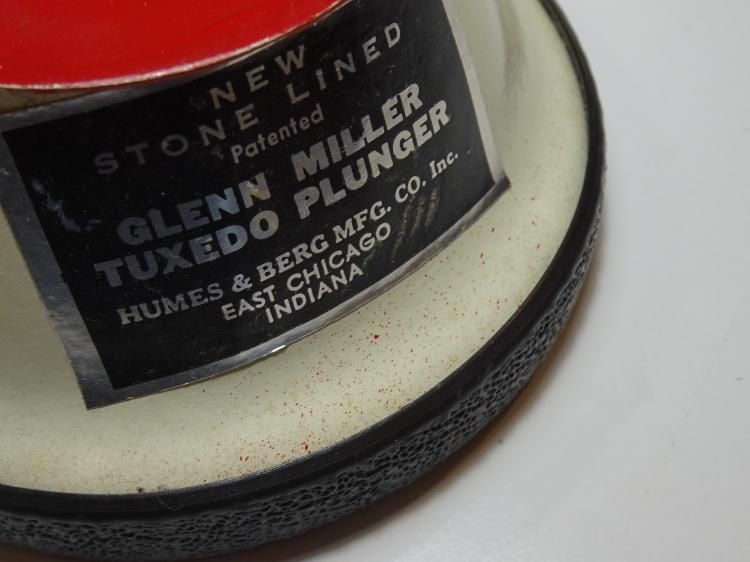 NEW
STONE LINED
Patented
GLENN MILLER
TUXEDO PLUNGER
HUMES & BERG MFG. CO. Inc.
EAST CHICAGO
INDIANA